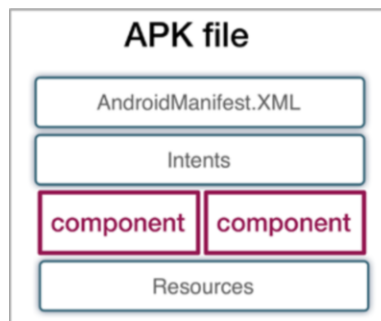 APK file
AndroidManifest.XML
Intents
component component
Resources